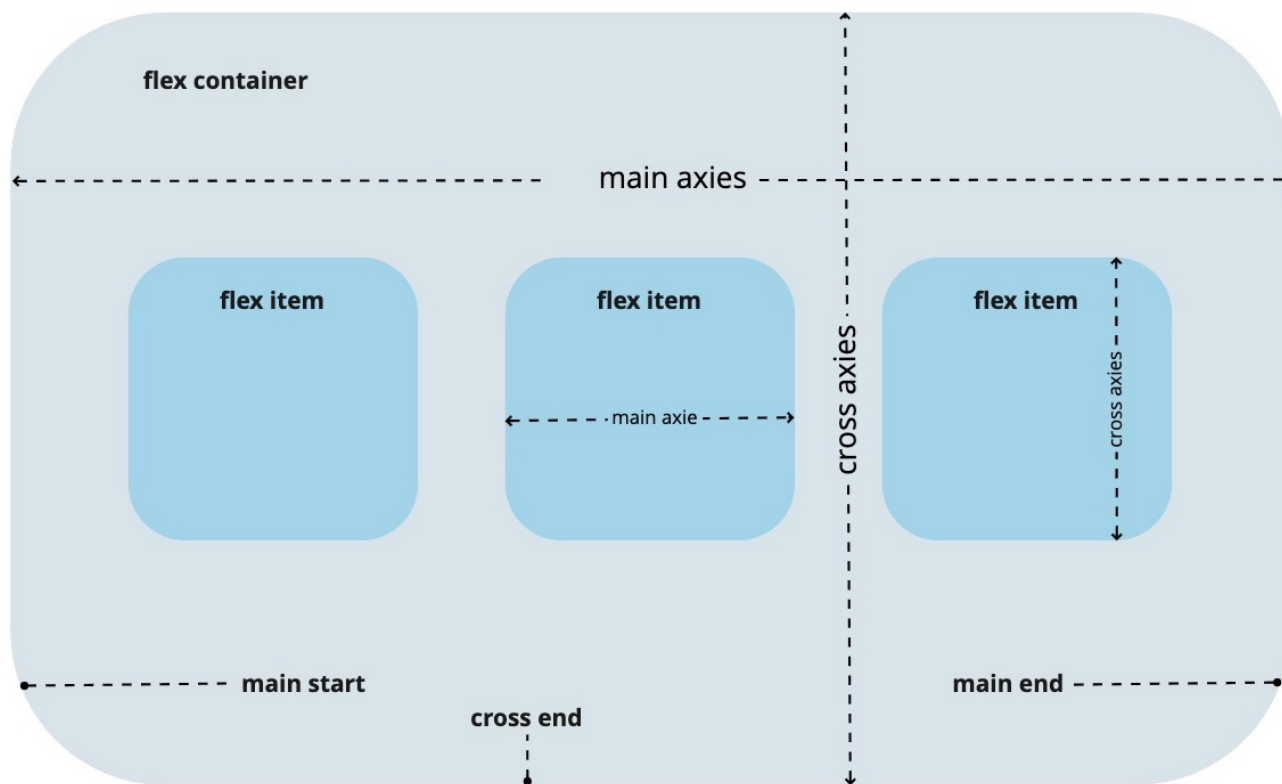 flex container
main axies
flex item
flex item
flex item
cross axies
cross axies
main axie
main start
main end
cross end